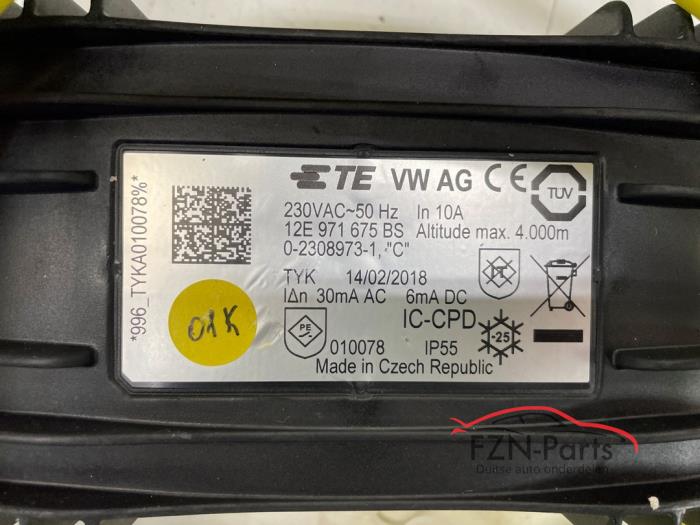 TE VW AG CE TUV
230VAC~50 Hz In 10A
12E 971 675 BS Altitude max. 4.000m
0-2308973-1, "C"
TYK 14/02/2018
I∆n 30mA AC 6mA DC
IC-CPD
PE
010078 IP55
-25
Made in Czech Republic
*996_TYKA010078%*
01K
FZN-Parts
Duitse auto onderdelen